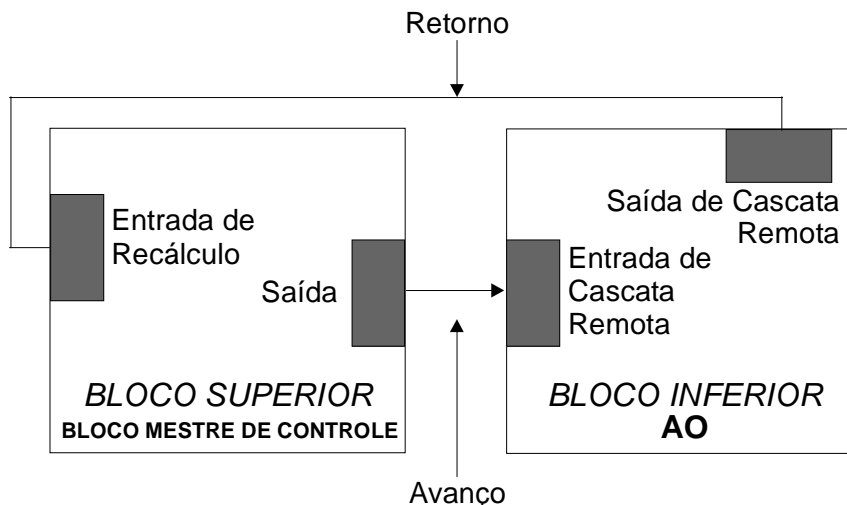 Retorno
Entrada de
Recálculo
Saída
Saída de Cascata
Remota
Entrada de
Cascata
Remota
BLOCO SUPERIOR
BLOCO MESTRE DE CONTROLE
BLOCO INFERIOR
AO
Avanço